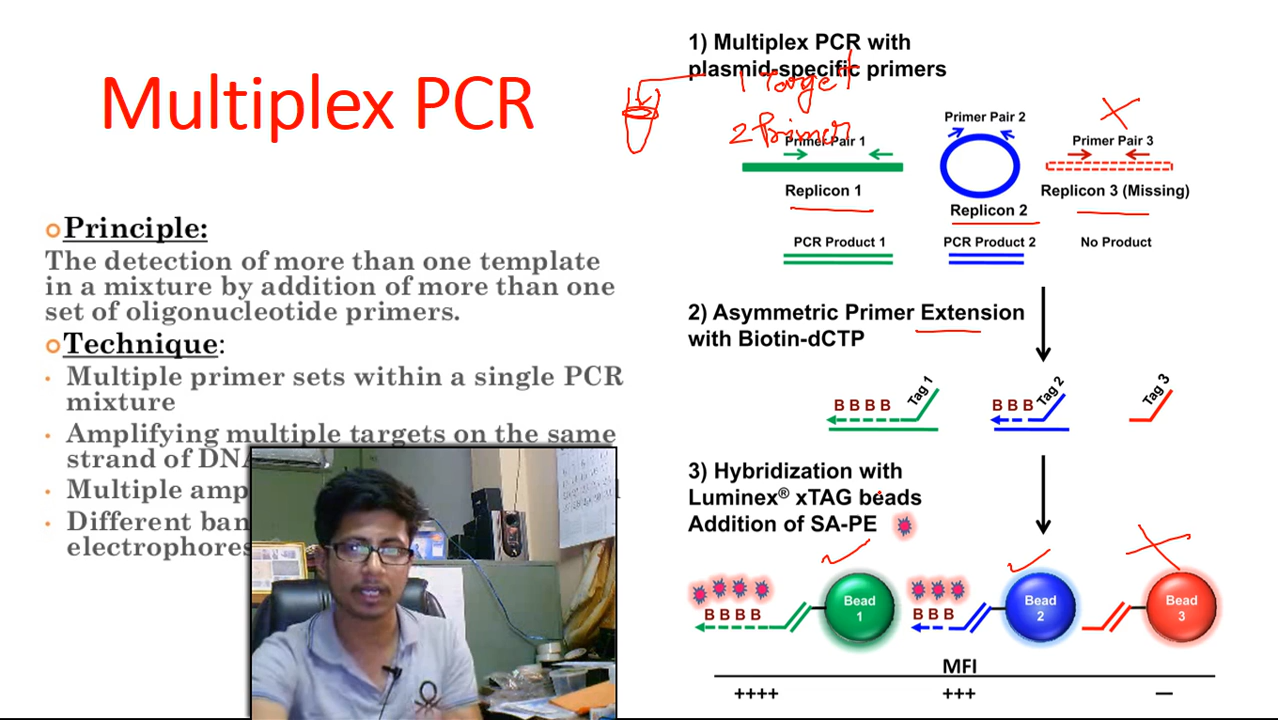 Multiplex PCR
Principle:
The detection of more than one template
in a mixture by addition of more than one
set of oligonucleotide primers.
Technique:
Multiple primer sets within a single PCR
mixture
Amplifying multiple targets on the same
strand of DNA
Multiple
Different
1) Multiplex PCR with
plasmid-specific primers
1 Target
2 Primer
Primer Pair 1
Primer Pair 2
Primer Pair 3
Replicon 1
Replicon 2
Replicon 3 (Missing)
PCR Product 1
PCR Product 2
No Product
2) Asymmetric Primer Extension
with Biotin-dCTP
B B B B
Tag 1
B B B
Tag 2
Tag 3
3) Hybridization with
Luminex® xTAG beads
Addition of SA-PE
B B B B
Bead
1
B B B
Bead
2
Bead
3
MFI
++++
+++
—